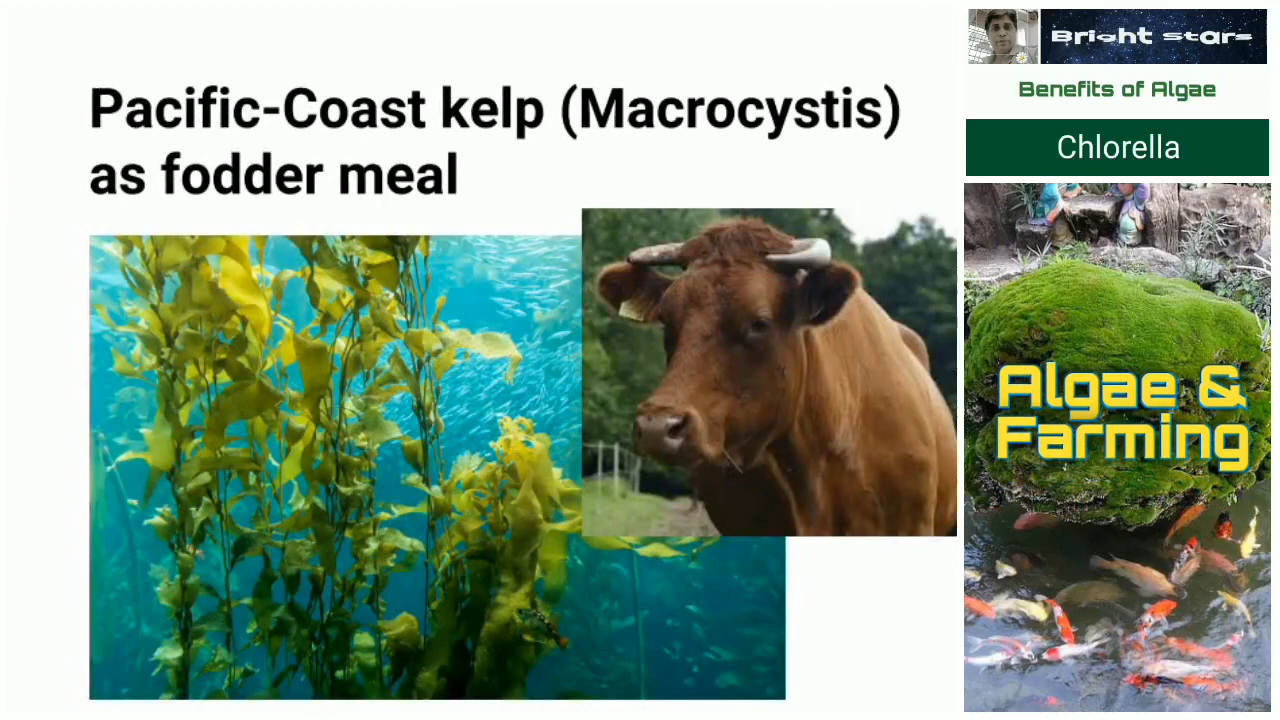 Pacific-Coast kelp (Macrocystis)
as fodder meal
Bright stars
Benefits of Algae
Chlorella
Algae &
Farming